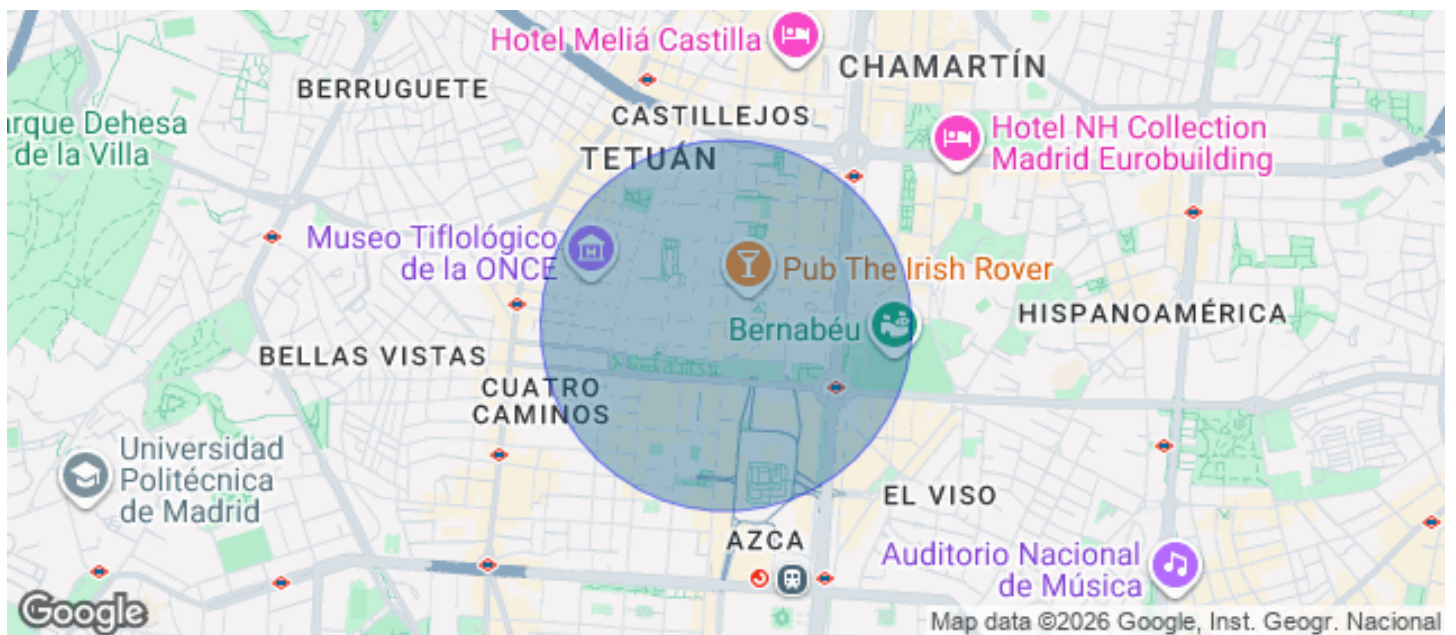 Hotel Meliá Castilla
CHAMARTÍN
BERRUGUETE
CASTILLEJOS
arque Dehesa
de la Villa
Hotel NH Collection
Madrid Eurobuilding
TETUÁN
Museo Tiflológico
de la ONCE
Pub The Irish Rover
HISPANOAMÉRICA
Bernabéu
BELLAS VISTAS
CUATRO
CAMINOS
Universidad
Politécnica
de Madrid
EL VISO
AZCA
Auditorio Nacional
de Música
Google
Map data ©2026 Google, Inst. Geogr. Nacional